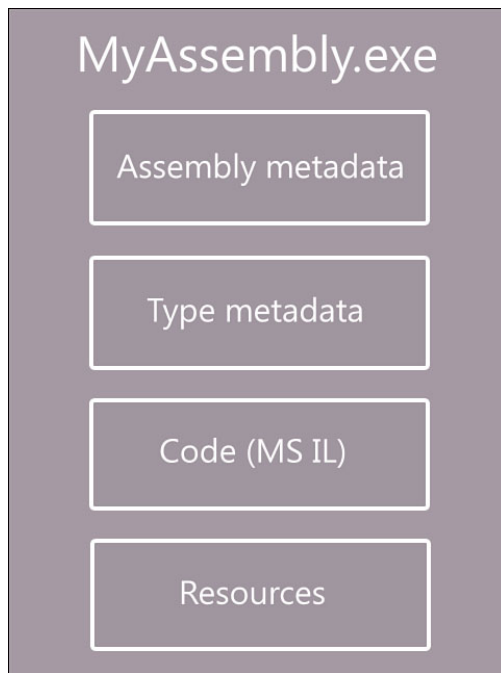 MyAssembly.exe
Assembly metadata
Type metadata
Code (MS IL)
Resources